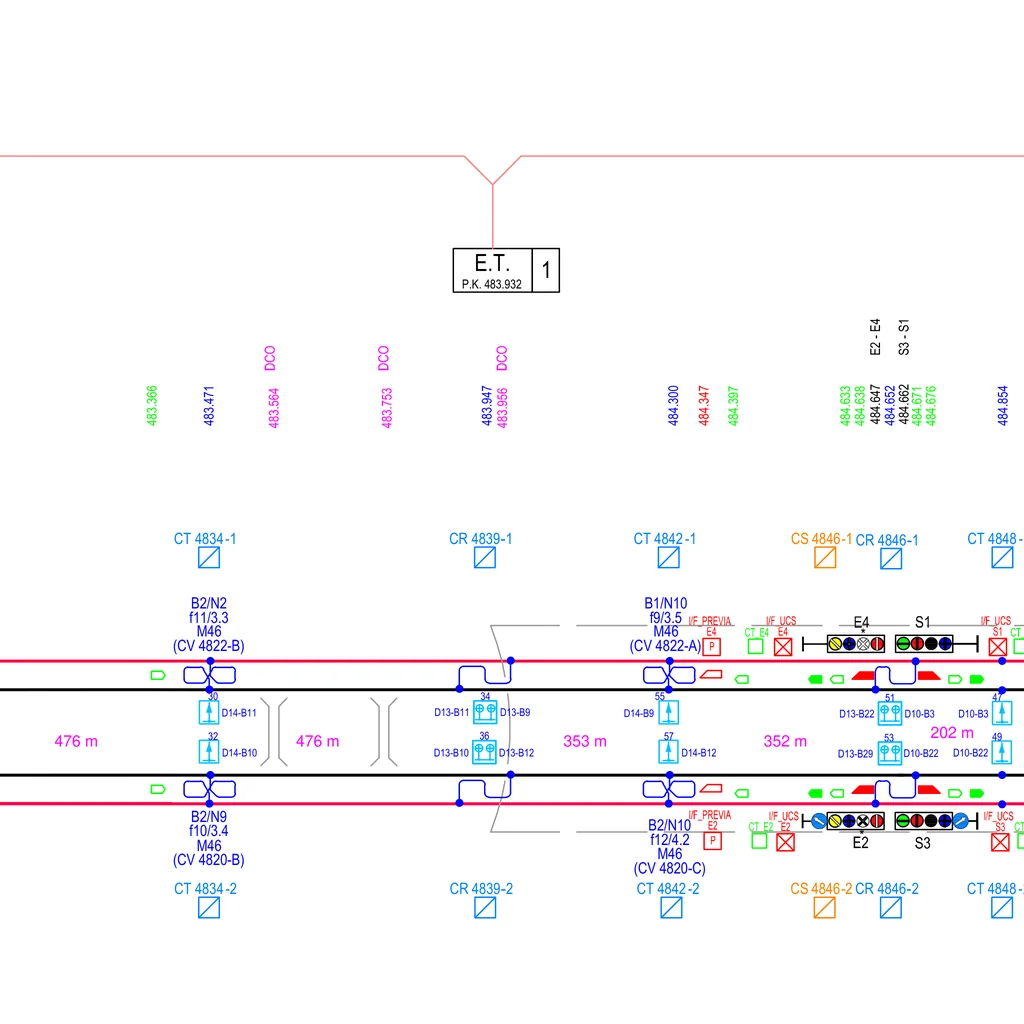 E.T.
P.K. 483.932
1
E2 - E4
S3 - S1
DCO
DCO
DCO
483.366
483.471
483.564
483.753
483.947
483.956
484.300
484.347
484.397
484.633
484.638
484.647
484.652
484.662
484.671
484.676
484.854
CT 4834-1
CR 4839-1
CT 4842-1
CS 4846-1
CR 4846-1
CT 4848-
B2/N2
f11/3.3
M46
(CV 4822-B)
B1/N10
f9/3.5
M46
(CV 4822-A)
I/F_PREVIA
E4
P
CT_E4
I/F_UCS
E4
E4
*
S1
I/F_UCS
S1
CT_
30
D14-B11
34
D13-B11
D13-B9
55
D14-B9
51
D13-B22
D10-B3
47
D10-B3
476 m
476 m
353 m
352 m
202 m
32
D14-B10
36
D13-B10
D13-B12
57
D14-B12
53
D13-B29
D10-B22
49
D10-B22
B2/N9
f10/3.4
M46
(CV 4820-B)
B2/N10
f12/4.2
M46
(CV 4820-C)
I/F_PREVIA
E2
P
CT_E2
I/F_UCS
E2
*
E2
S3
I/F_UCS
S3
CT_
CT 4834-2
CR 4839-2
CT 4842-2
CS 4846-2
CR 4846-2
CT 4848-